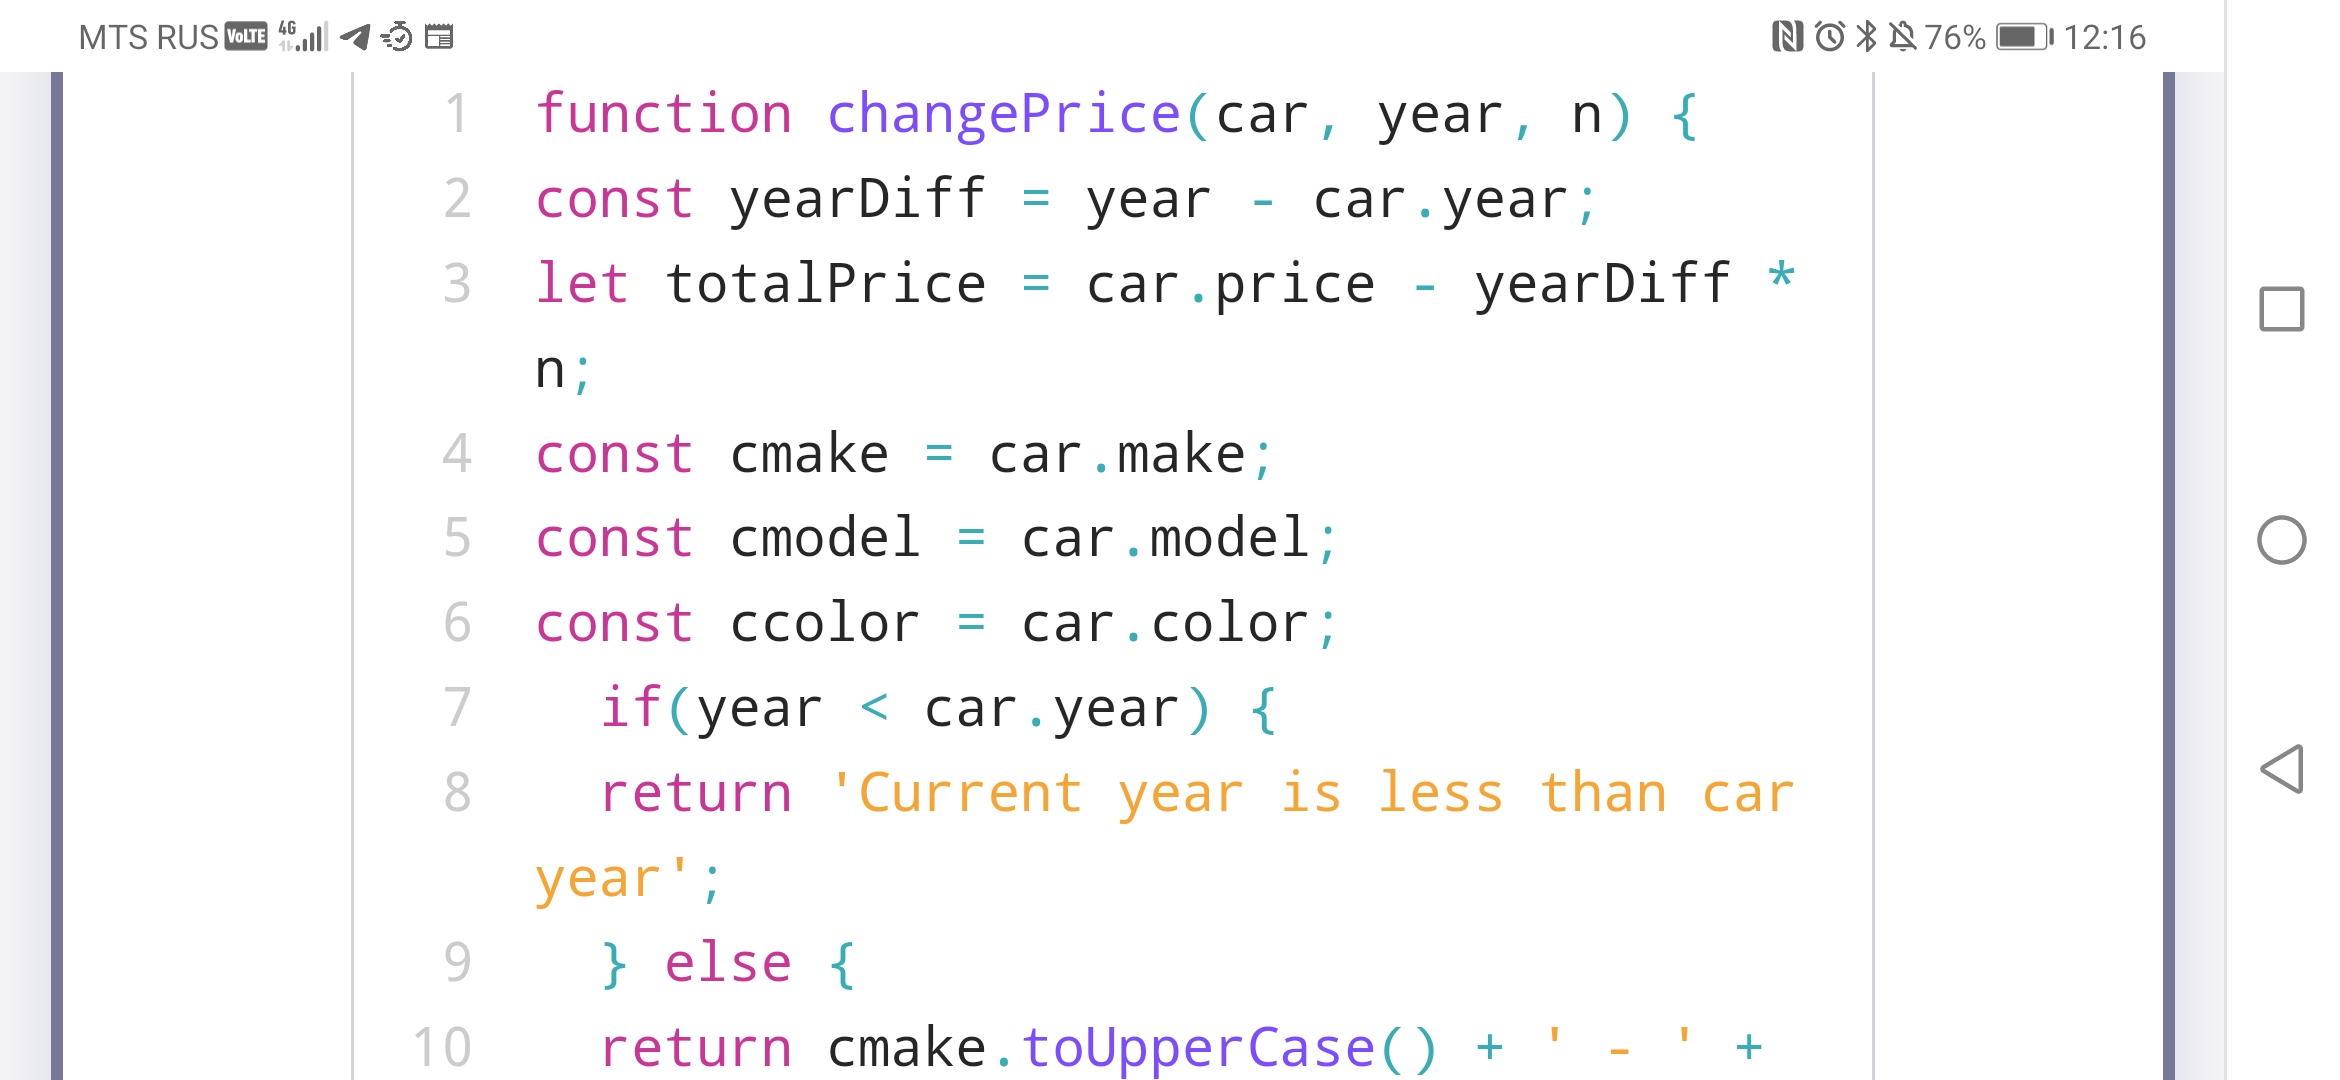 MTS RUS VoLTE 4G 76% 12:16
1 function changePrice(car, year, n) {
2 const yearDiff = year - car.year;
3 let totalPrice = car.price - yearDiff *
n;
4 const cmake = car.make;
5 const cmodel = car.model;
6 const ccolor = car.color;
7 if(year < car.year) {
8 return 'Current year is less than car
year';
9 } else {
10 return cmake.toUpperCase() + ' - ' +